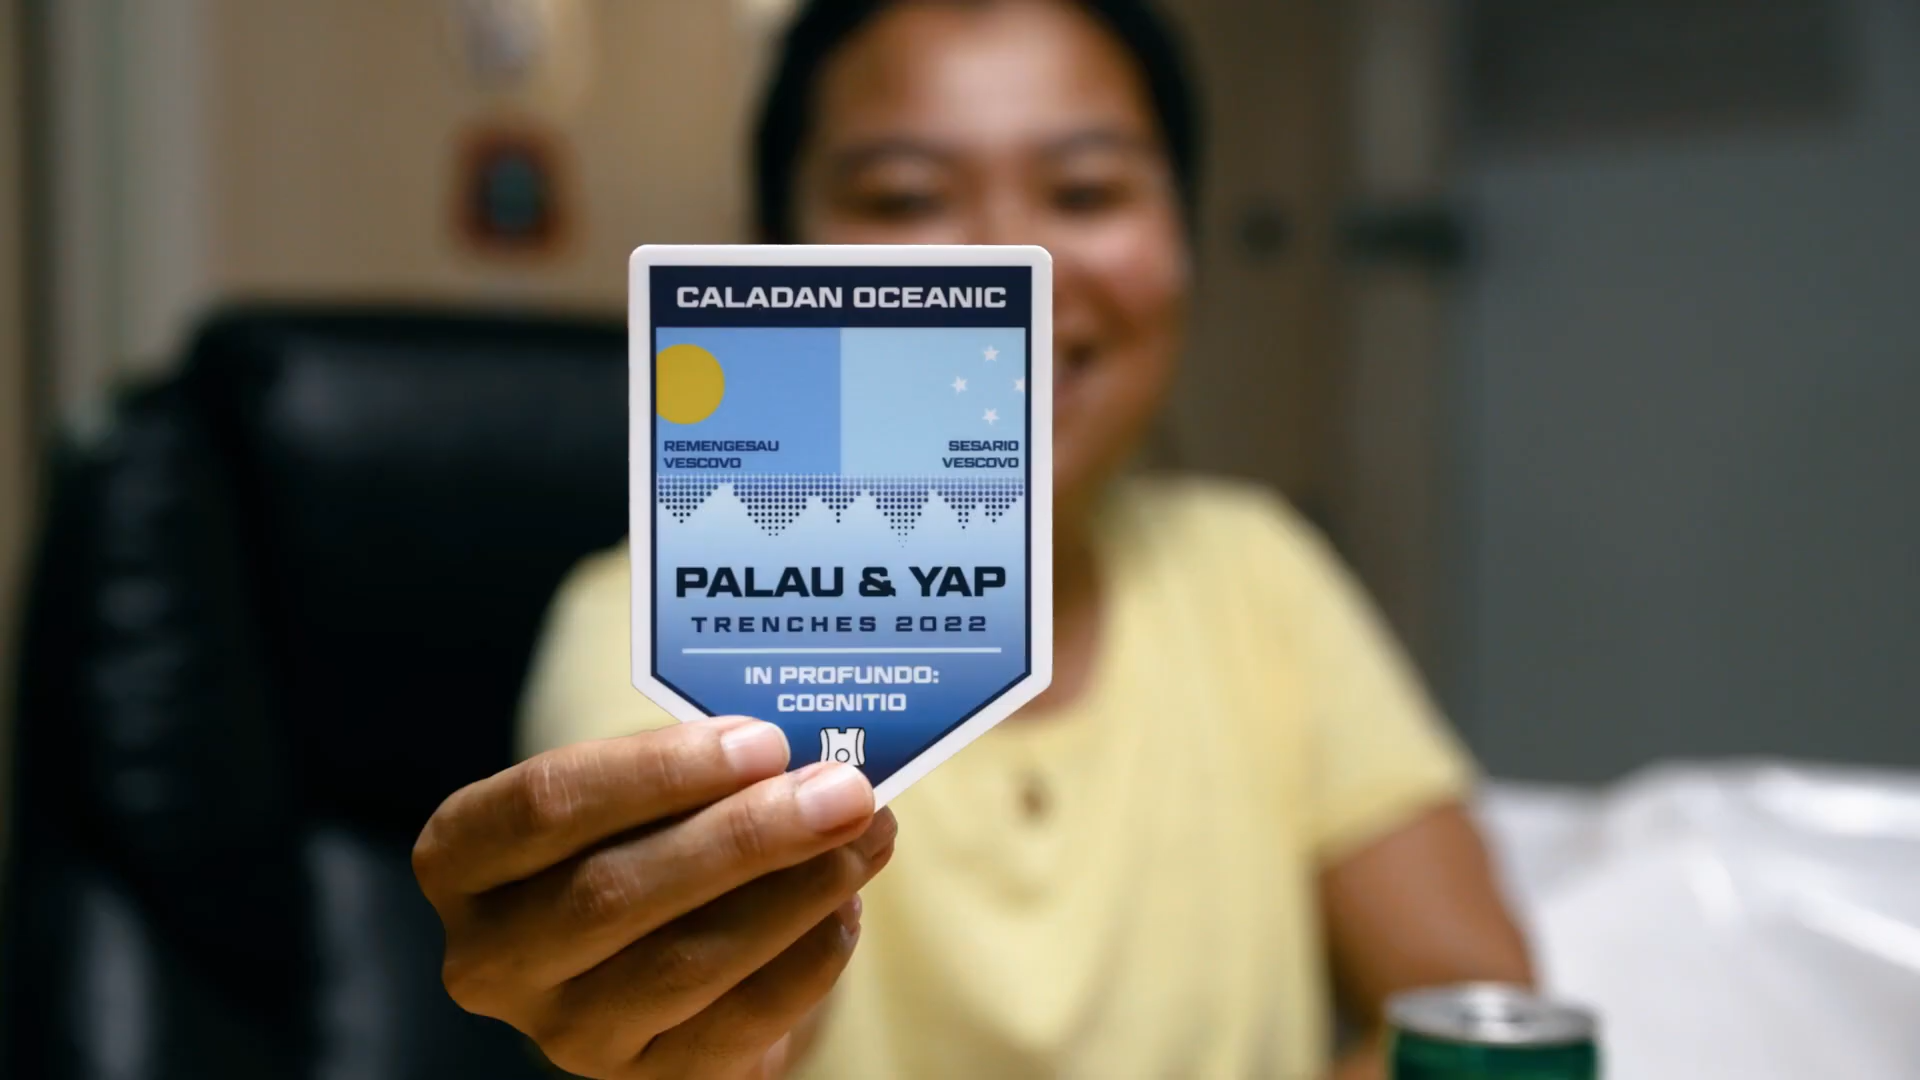 CALADAN OCEANIC
REMENGESAU
VESCOVO
SESARIO
VESCOVO
PALAU & YAP
TRENCHES 2022
IN PROFUNDO:
COGNITIO